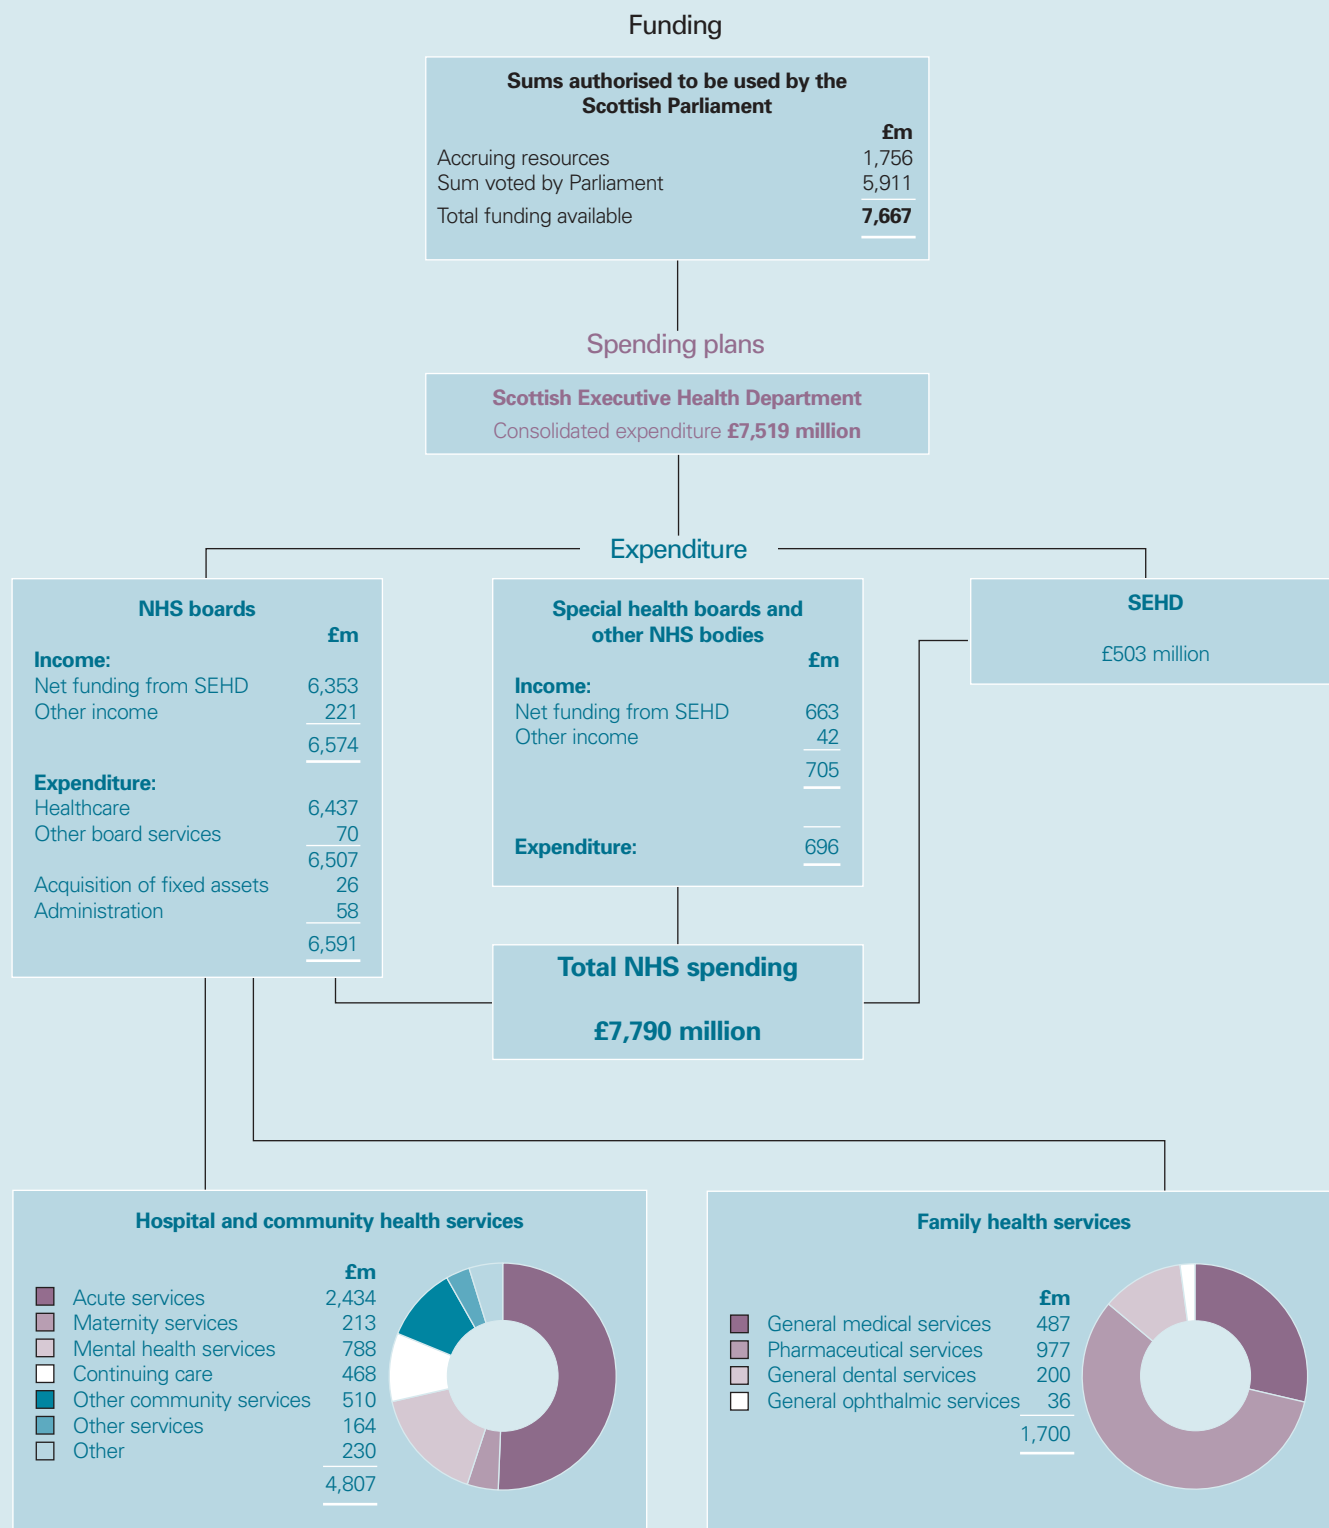 Funding
Sums authorised to be used by the
Scottish Parliament
£m
Accruing resources 1,756
Sum voted by Parliament 5,911
Total funding available 7,667
Spending plans
Scottish Executive Health Department
Consolidated expenditure £7,519 million
Expenditure
NHS boards
£m
Income:
Net funding from SEHD 6,353
Other income 221
6,574
Expenditure:
Healthcare 6,437
Other board services 70
6,507
Acquisition of fixed assets 26
Administration 58
6,591
Special health boards and
other NHS bodies
£m
Income:
Net funding from SEHD 663
Other income 42
705
Expenditure: 696
SEHD
£503 million
Total NHS spending
£7,790 million
Hospital and community health services
£m
Acute services 2,434
Maternity services 213
Mental health services 788
Continuing care 468
Other community services 510
Other services 164
Other 230
4,807
Family health services
£m
General medical services 487
Pharmaceutical services 977
General dental services 200
General ophthalmic services 36
1,700